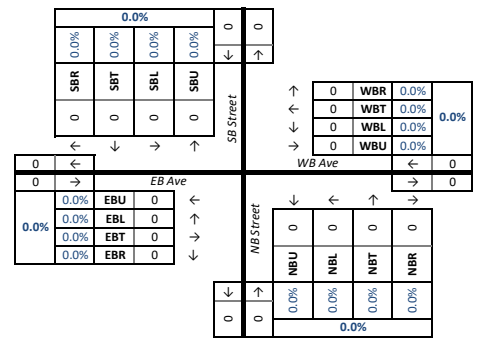 0.0%
0.0% 0.0% 0.0% 0.0% 0 0
↓ ↑
SBR SBT SBL SBU
0 0 0 0
← ↓ → ↑
SB Street
↑ 0 WBR 0.0%
← 0 WBT 0.0%
↓ 0 WBL 0.0%
→ 0 WBU 0.0%
0.0%
0 ← WB Ave ← 0
0 → EB Ave → 0
0.0% EBU 0 ←
0.0% EBL 0 ↑
0.0% EBT 0 →
0.0% EBR 0 ↓
0.0%
NB Street
↓ ← ↑ →
0 0 0 0
NBU NBL NBT NBR
↓ ↑
0 0 0.0% 0.0% 0.0% 0.0%
0.0%